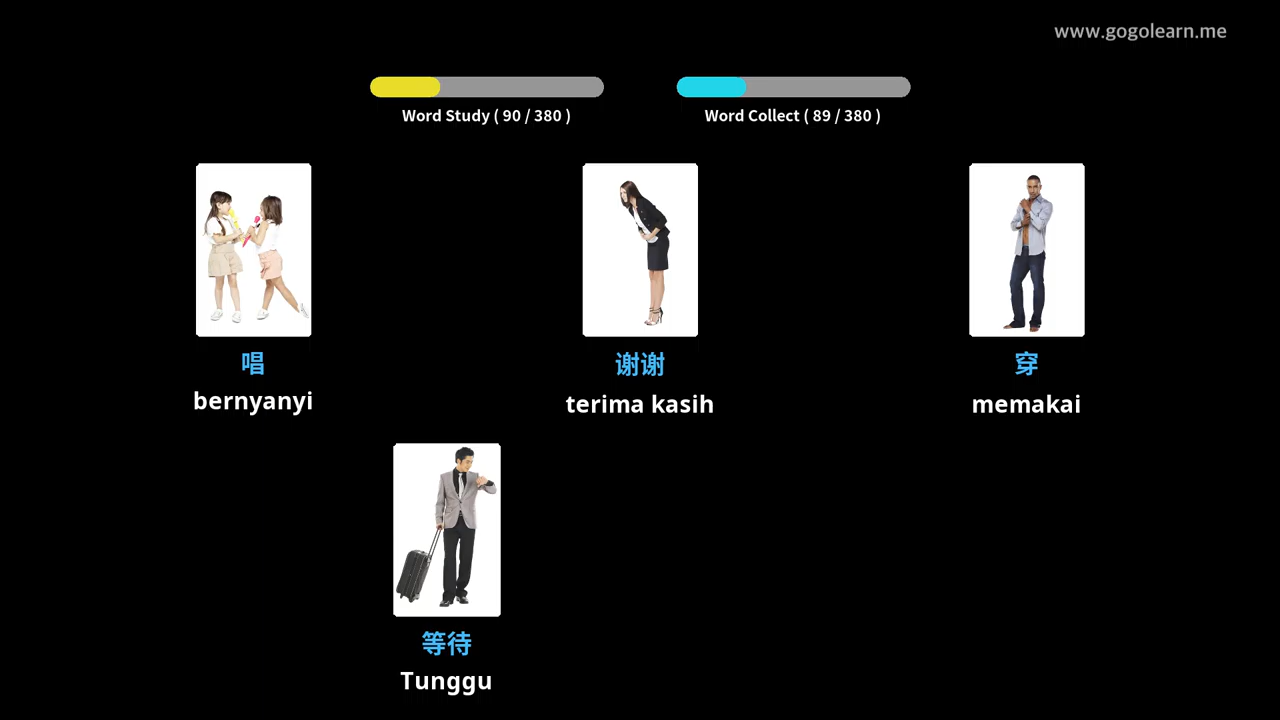 www.gogolearn.me
Word Study ( 90 / 380 )
Word Collect ( 89 / 380 )
唱
bernyanyi
谢谢
terima kasih
穿
memakai
等待
Tunggu